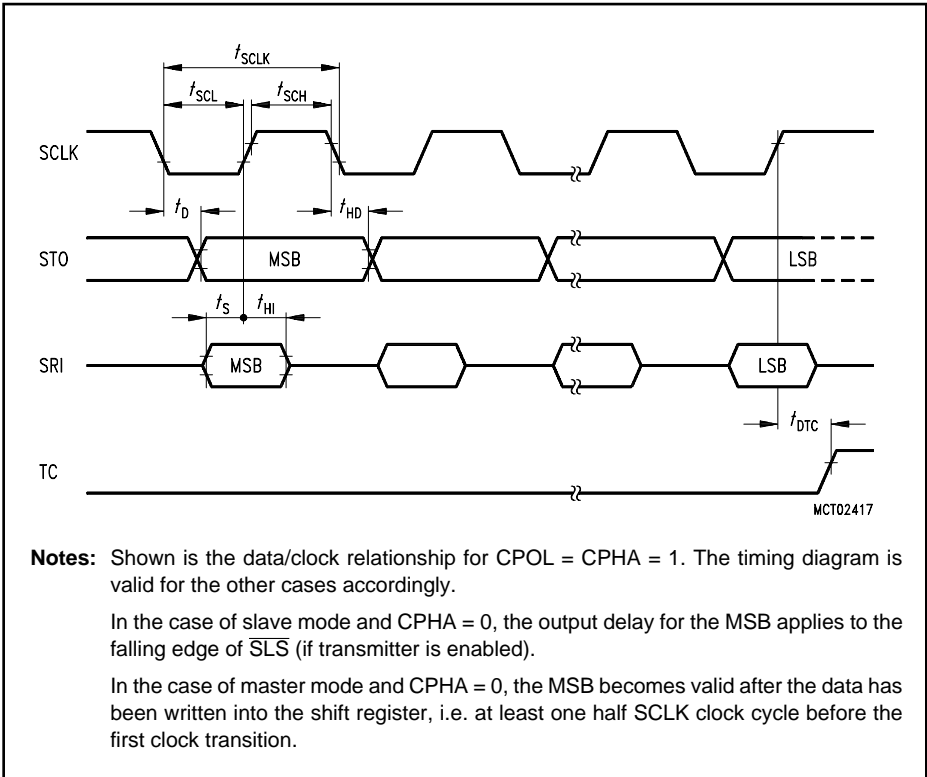 tSCLK
tSCL tSCH
SCLK
tD tHD
STO MSB LSB
tS tHI
SRI MSB LSB
tDTC
TC
MCT02417
Notes: Shown is the data/clock relationship for CPOL = CPHA = 1. The timing diagram is
valid for the other cases accordingly.
In the case of slave mode and CPHA = 0, the output delay for the MSB applies to the
falling edge of S̅L̅S̅ (if transmitter is enabled).
In the case of master mode and CPHA = 0, the MSB becomes valid after the data has
been written into the shift register, i.e. at least one half SCLK clock cycle before the
first clock transition.